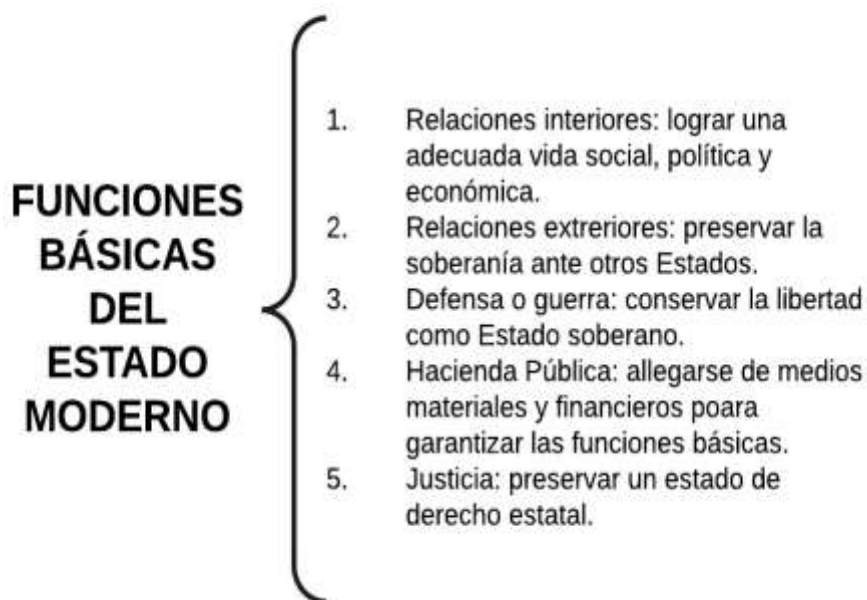 FUNCIONES
BÁSICAS
DEL
ESTADO
MODERNO
1. Relaciones interiores: lograr una
adecuada vida social, política y
económica.
2. Relaciones extreriores: preservar la
soberanía ante otros Estados.
3. Defensa o guerra: conservar la libertad
como Estado soberano.
4. Hacienda Pública: allegarse de medios
materiales y financieros poara
garantizar las funciones básicas.
5. Justicia: preservar un estado de
derecho estatal.